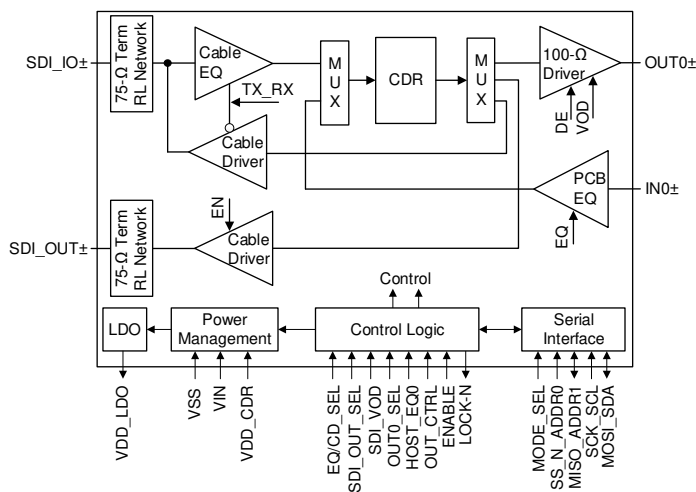 SDI_IO±
75-Ω Term
RL Network
Cable
EQ
TX_RX
Cable
Driver
MUX
CDR
MUX
100-Ω
Driver
OUT0±
DE
VOD
PCB
EQ
IN0±
EQ
SDI_OUT±
75-Ω Term
RL Network
EN
Cable
Driver
Control
LDO
Power
Management
Control Logic
Serial
Interface
VDD_LDO
VSS
VIN
VDD_CDR
EQ/CD_SEL
SDI_OUT_SEL
SDI_VOD
OUT0_SEL
HOST_EQ0
OUT_CTRL
ENABLE
LOCK-N
MODE_SEL
SS_N_ADDR0
MISO_ADDR1
SCK_SCL
MOSI_SDA